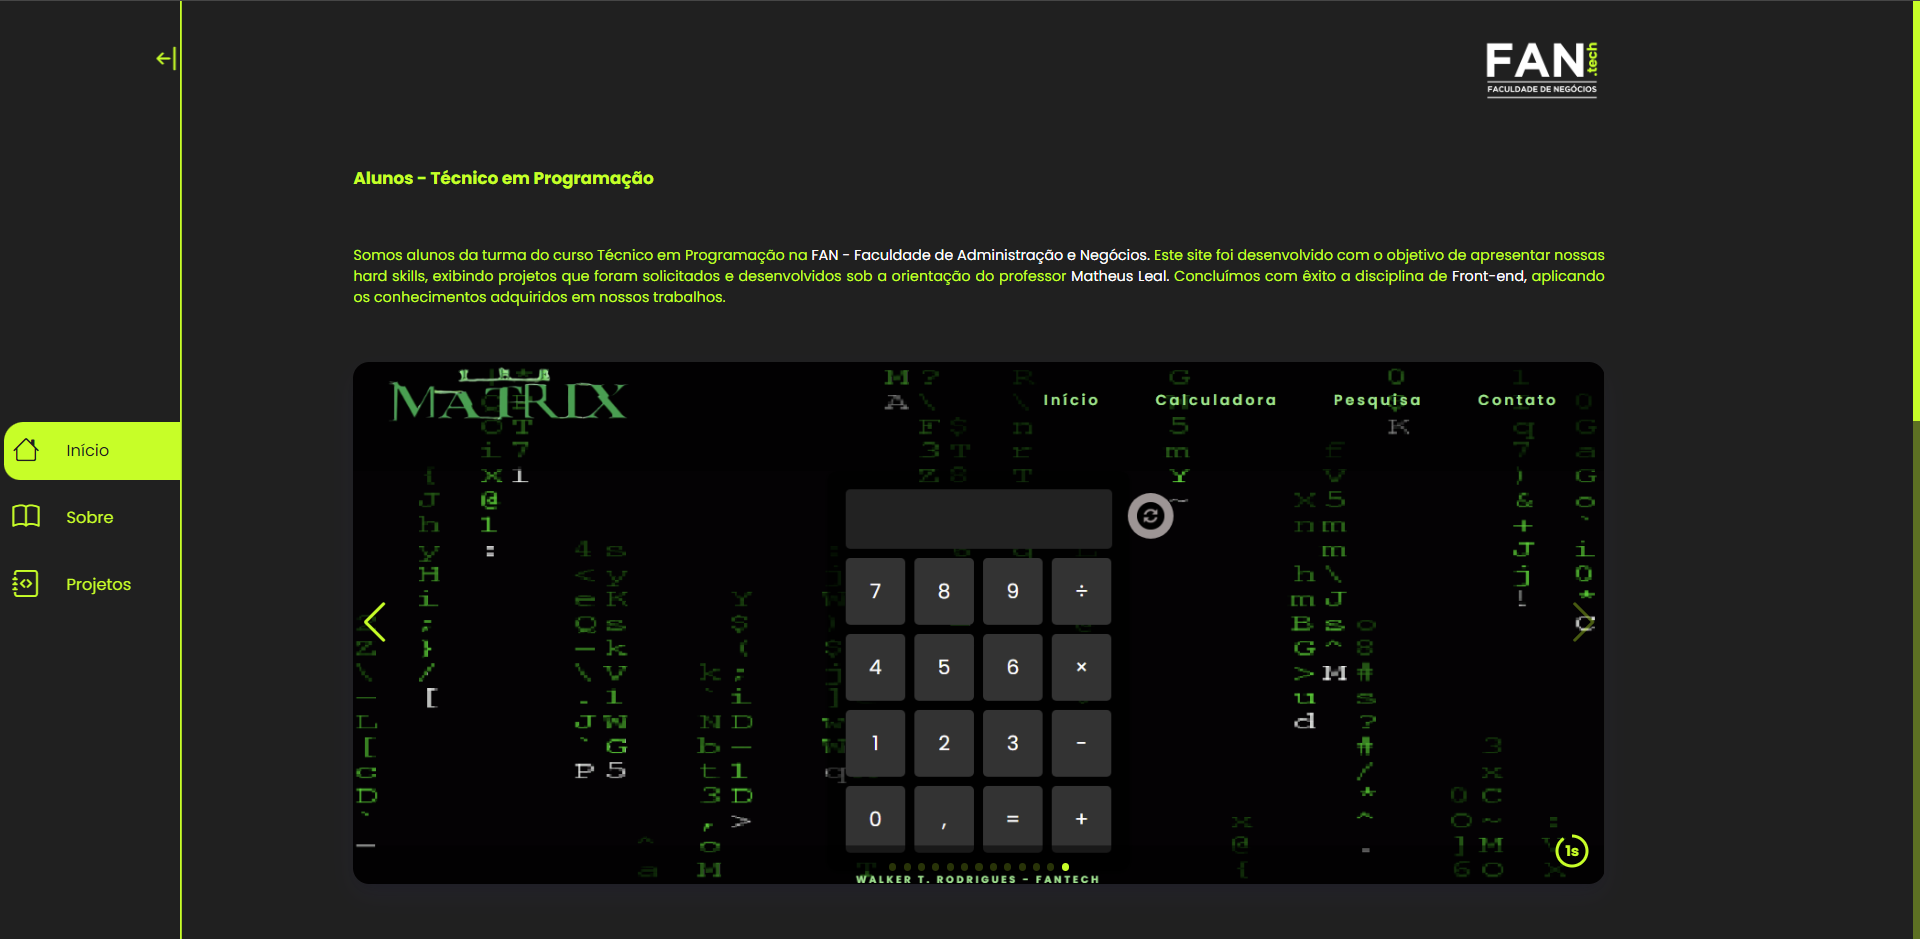 FAN.tech
FACULDADE DE NEGÓCIOS
Alunos - Técnico em Programação
Somos alunos da turma do curso Técnico em Programação na FAN - Faculdade de Administração e Negócios. Este site foi desenvolvido com o objetivo de apresentar nossas
hard skills, exibindo projetos que foram solicitados e desenvolvidos sob a orientação do professor Matheus Leal. Concluímos com êxito a disciplina de Front-end, aplicando
os conhecimentos adquiridos em nossos trabalhos.
Início
Sobre
Projetos
MATRIX
Início Calculadora Pesquisa Contato
7 8 9 ÷
4 5 6 ×
1 2 3 -
0 , = +
1s
WALKER T. RODRIGUES - FANTECH